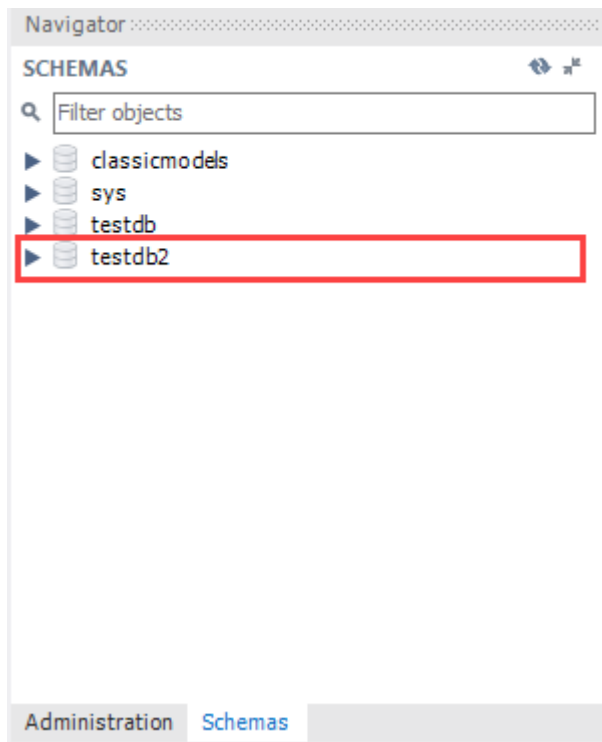 Navigator
SCHEMAS
Filter objects
classicmodels
sys
testdb
testdb2
Administration Schemas